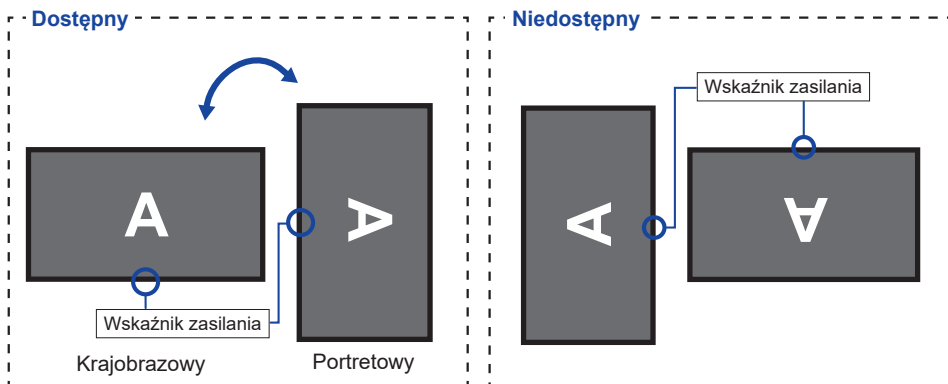 Dostępny
A
A
Wskaźnik zasilania
Krajobrazowy
Portretowy
Niedostępny
Wskaźnik zasilania
A
A